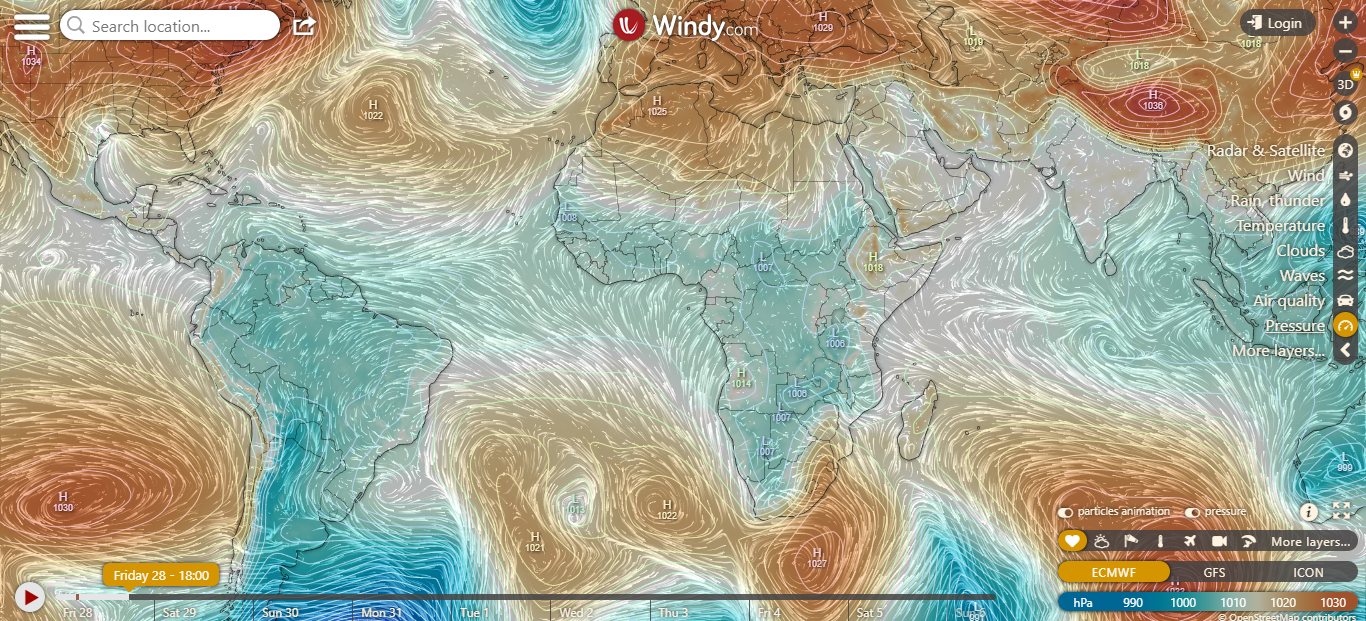 Search location...
Windy.com
Login
3D
H
1034
H
1029
L
1019
1018
L
1018
H
1036
H
1022
H
1025
Radar & Satellite
Wind
Rain, thunder
Temperature
Clouds
Waves
Air quality
Pressure
More layers...
L
1008
L
1007
H
1018
L
1006
H
1014
L
1006
L
1007
L
1007
L
999
H
1030
L
1013
H
1022
H
1021
H
1027
particles animation
pressure
More layers...
ECMWF
GFS
ICON
hPa 990 1000 1010 1020 1030
© OpenStreetMap contributors
Friday 28 - 18:00
Fri 28
Sat 29
Sun 30
Mon 31
Tue 1
Wed 2
Thu 3
Fri 4
Sat 5
Sun 6
L
991